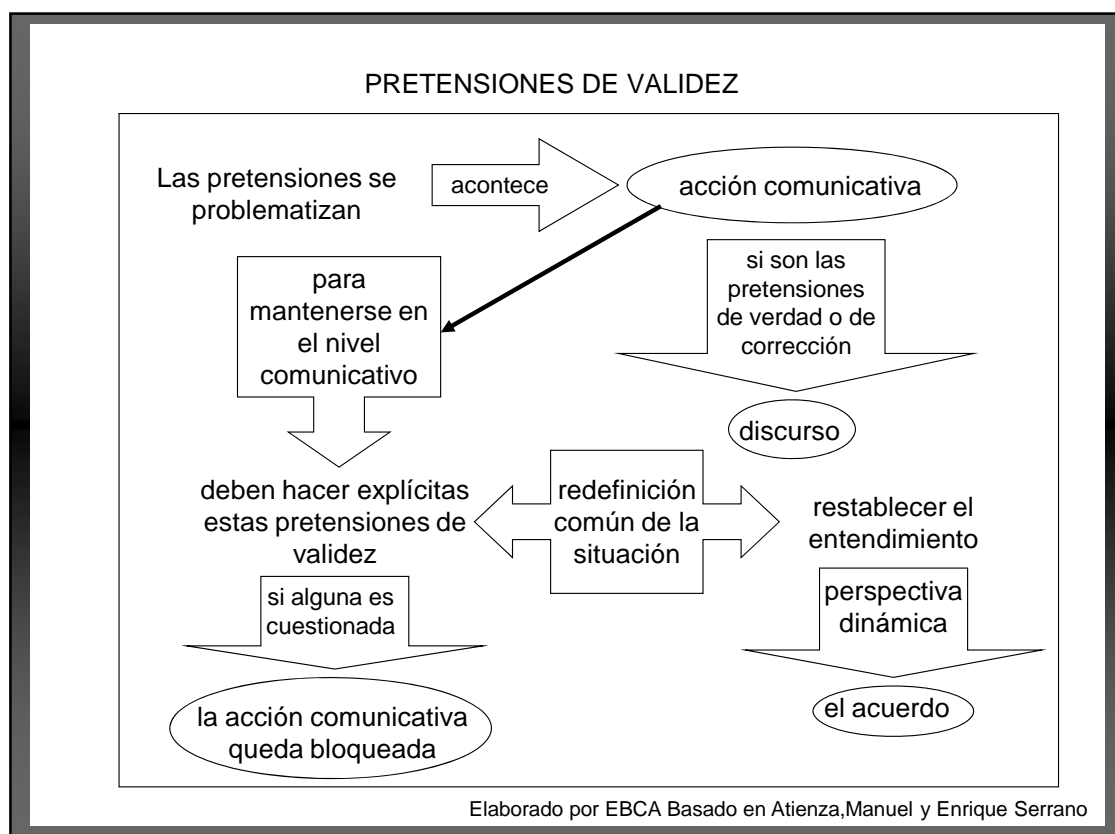 PRETENSIONES DE VALIDEZ
Las pretensiones se
problematizan
acontece
acción comunicativa
para
mantenerse en
el nivel
comunicativo
si son las
pretensiones
de verdad o de
corrección
discurso
deben hacer explícitas
estas pretensiones de
validez
redefinición
común de la
situación
restablecer el
entendimiento
si alguna es
cuestionada
perspectiva
dinámica
la acción comunicativa
queda bloqueada
el acuerdo
Elaborado por EBCA Basado en Atienza,Manuel y Enrique Serrano